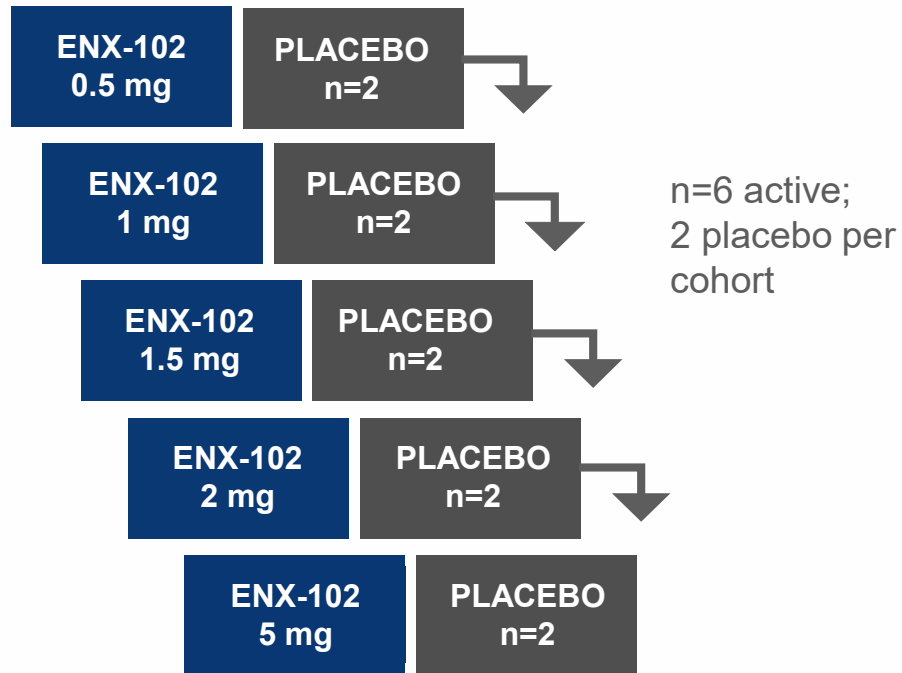 ENX-102
0.5 mg
PLACEBO
n=2
ENX-102
1 mg
PLACEBO
n=2
n=6 active;
2 placebo per
cohort
ENX-102
1.5 mg
PLACEBO
n=2
ENX-102
2 mg
PLACEBO
n=2
ENX-102
5 mg
PLACEBO
n=2